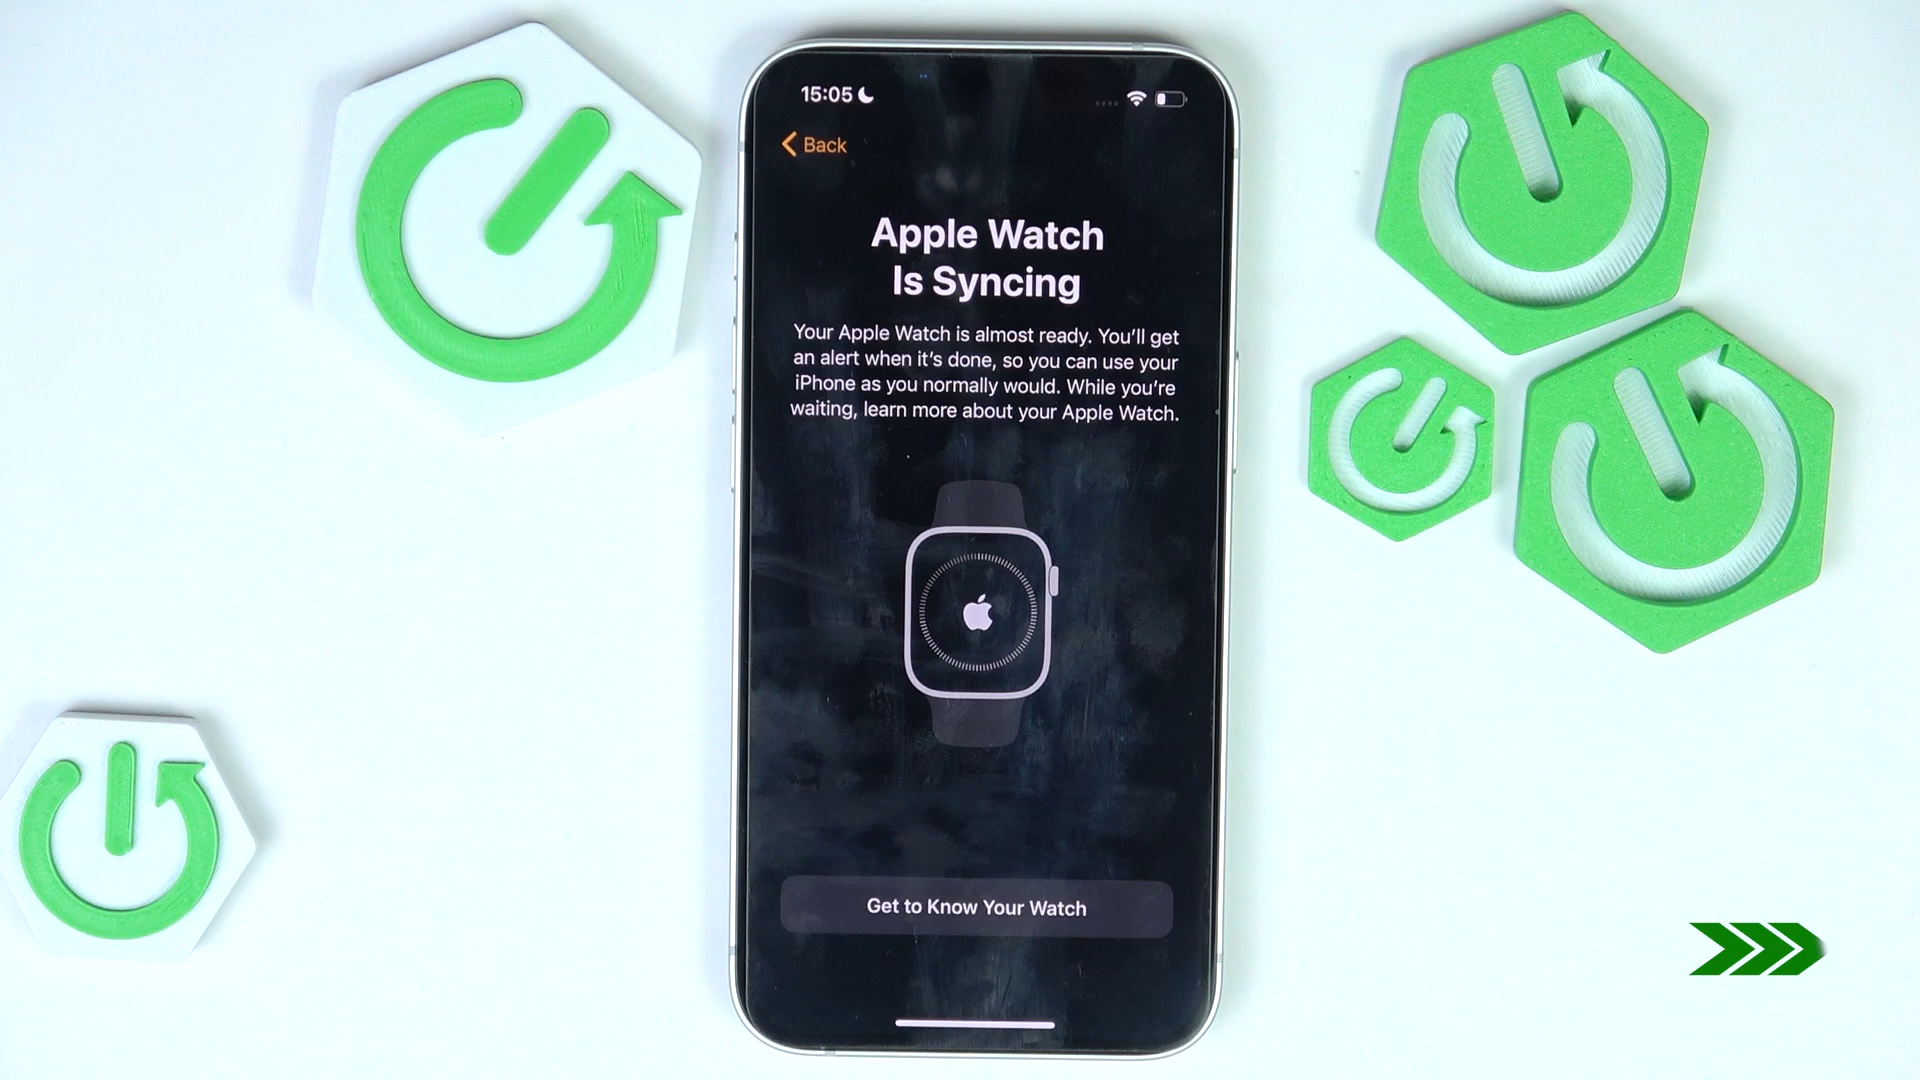 15:05
Back
Apple Watch
Is Syncing
Your Apple Watch is almost ready. You'll get
an alert when it's done, so you can use your
iPhone as you normally would. While you're
waiting, learn more about your Apple Watch.
Get to Know Your Watch